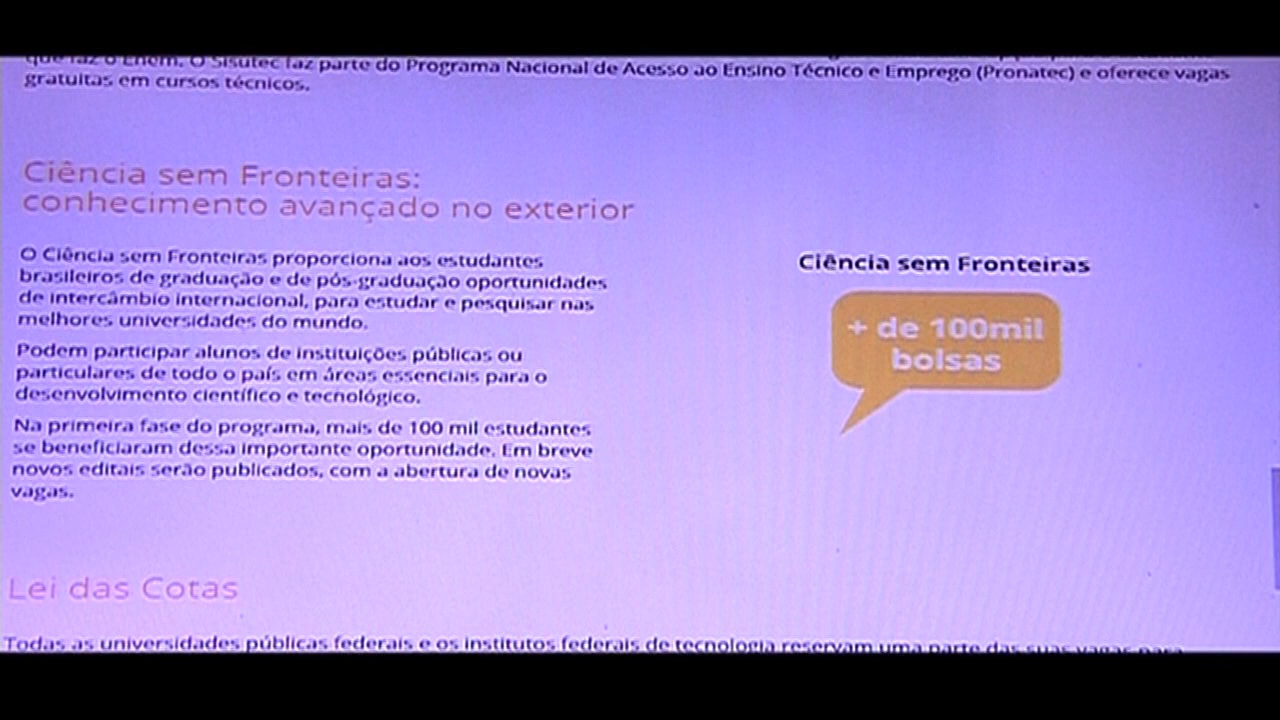 que faz o Enem. O Sisutec faz parte do Programa Nacional de Acesso ao Ensino Técnico e Emprego (Pronatec) e oferece vagas
gratuitas em cursos técnicos.
Ciência sem Fronteiras:
conhecimento avançado no exterior
O Ciência sem Fronteiras proporciona aos estudantes
brasileiros de graduação e de pós-graduação oportunidades
de intercâmbio internacional, para estudar e pesquisar nas
melhores universidades do mundo.
Podem participar alunos de instituições públicas ou
particulares de todo o país em áreas essenciais para o
desenvolvimento científico e tecnológico.
Na primeira fase do programa, mais de 100 mil estudantes
se beneficiaram dessa importante oportunidade. Em breve
novos editais serão publicados, com a abertura de novas
vagas.
Ciência sem Fronteiras
+ de 100mil
bolsas
Lei das Cotas
Todas as universidades públicas federais e os institutos federais de tecnologia reservam uma parte das suas vagas para